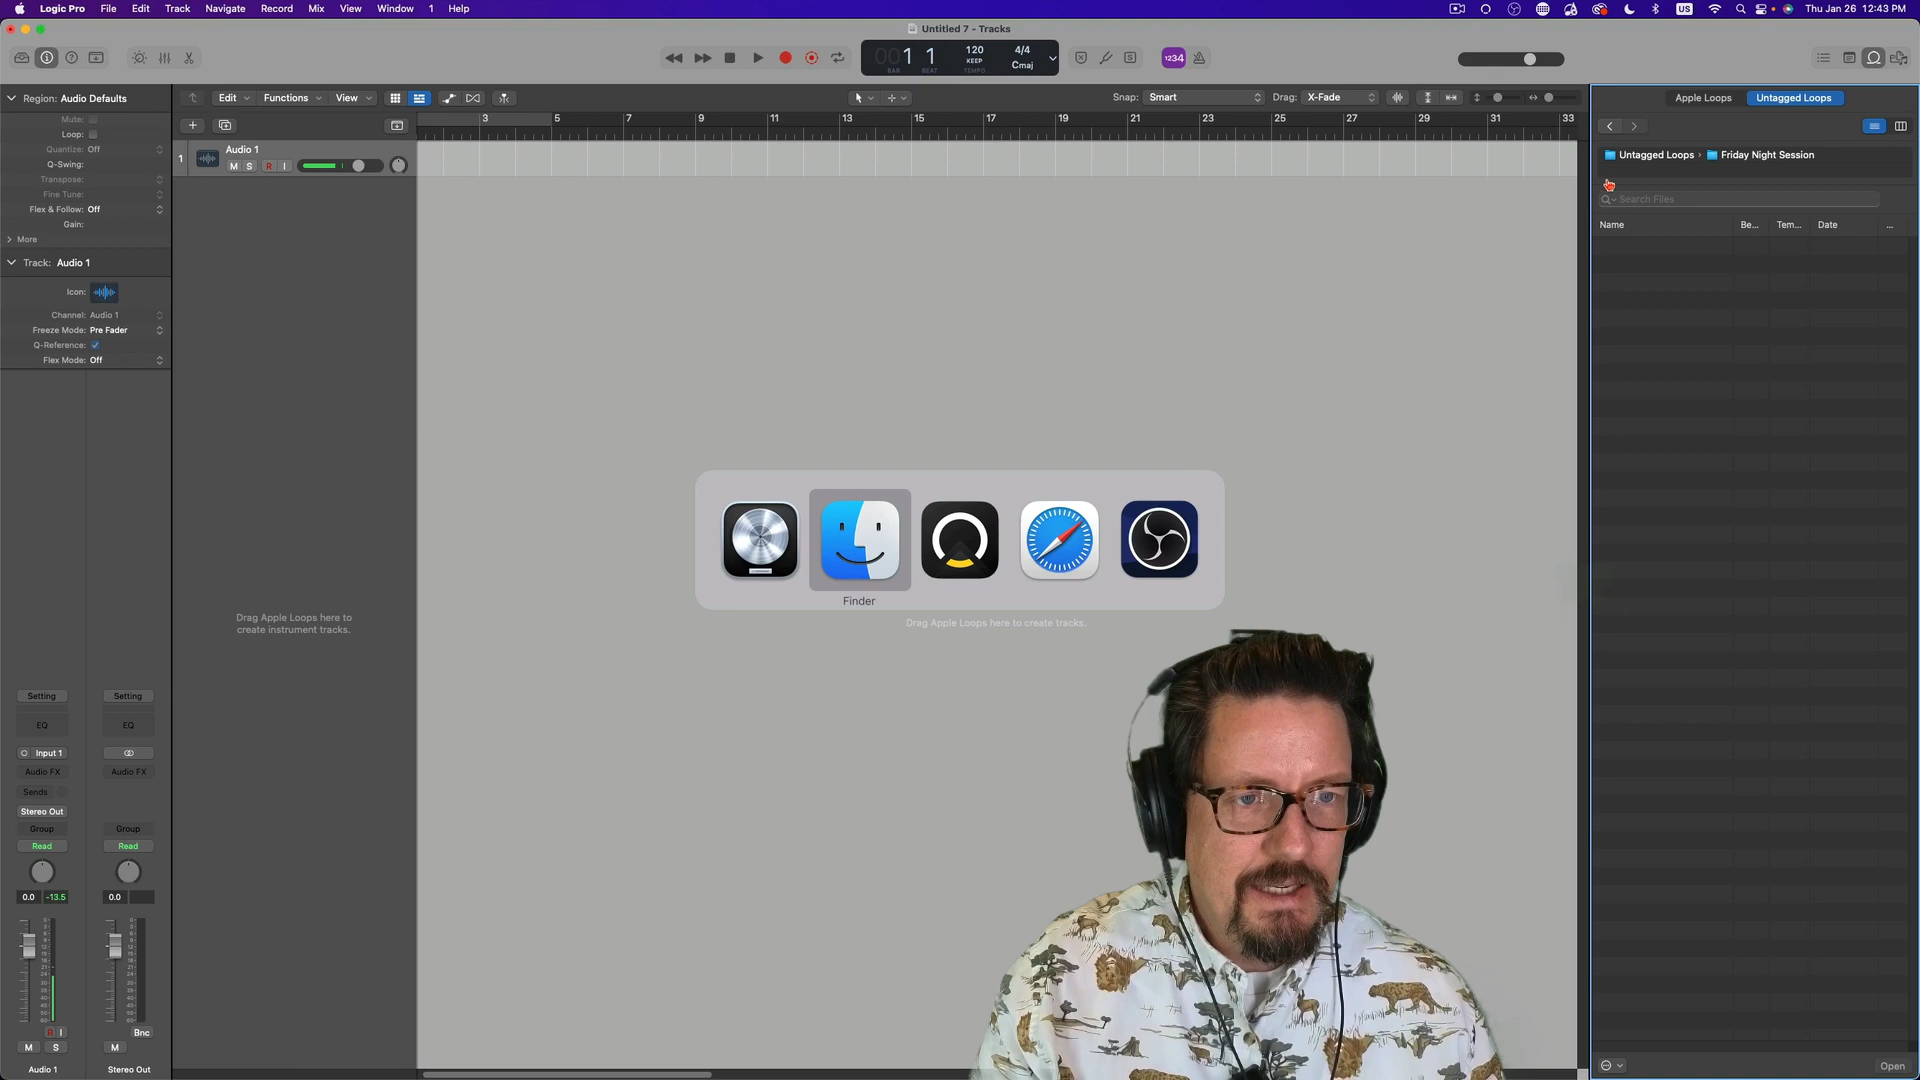 Logic Pro File Edit Track Navigate Record Mix View Window 1 Help
US Thu Jan 26 12:43 PM
Untitled 7 - Tracks
001 1
BAR BEAT
120
KEEP
TEMPO
4/4
Cmaj
1234
Region: Audio Defaults
Mute:
Loop:
Quantize: Off
Q-Swing:
Transpose:
Fine Tune:
Flex & Follow: Off
Gain:
More
Track: Audio 1
Icon:
Channel: Audio 1
Freeze Mode: Pre Fader
Q-Reference:
Flex Mode: Off
Edit Functions View
Snap: Smart Drag: X-Fade
3 5 7 9 11 13 15 17 19 21 23 25 27 29 31 33
1 Audio 1
M S R I
Apple Loops Untagged Loops
Untagged Loops › Friday Night Session
Search Files
Name Be... Tem... Date ...
Finder
Drag Apple Loops here to
create instrument tracks.
Drag Apple Loops here to create tracks.
Setting Setting
EQ EQ
Input 1
Audio FX Audio FX
Sends
Stereo Out
Group Group
Read Read
0.0 -13.5 0.0
R I Bnc
M S M
Audio 1 Stereo Out
Open